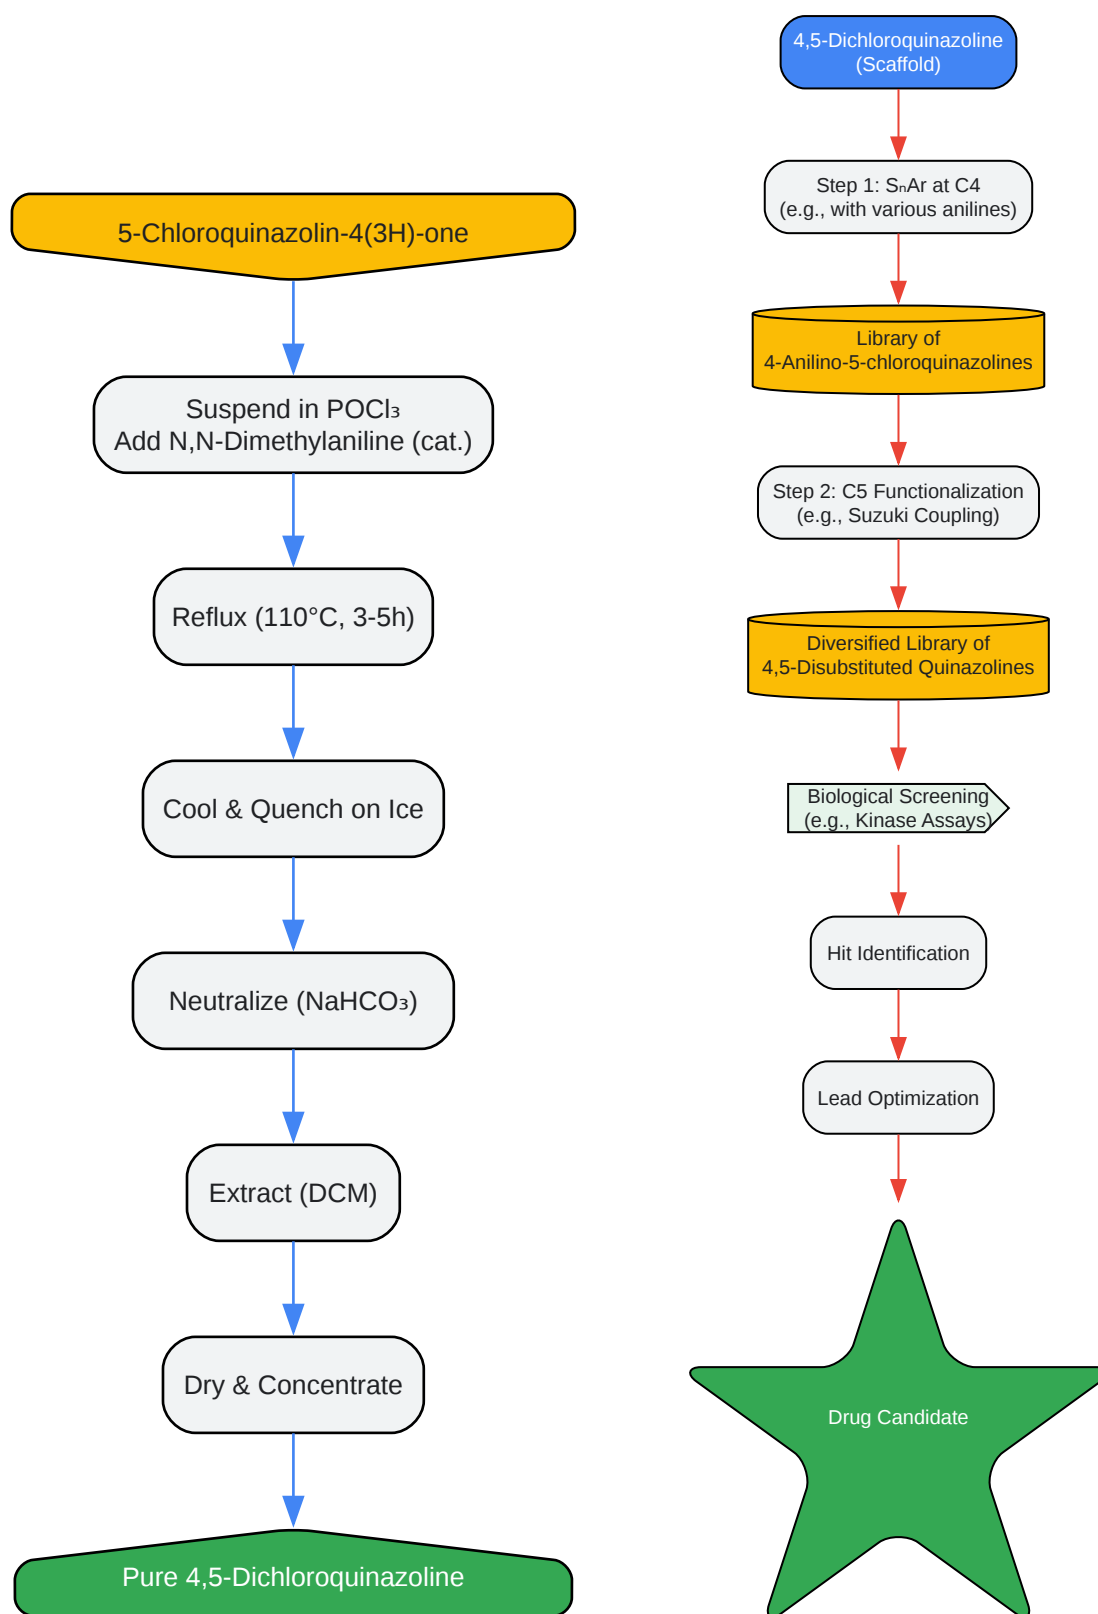 5-Chloroquinazolin-4(3H)-one
Suspend in POCl₃
Add N,N-Dimethylaniline (cat.)
Reflux (110°C, 3-5h)
Cool & Quench on Ice
Neutralize (NaHCO₃)
Extract (DCM)
Dry & Concentrate
Pure 4,5-Dichloroquinazoline
4,5-Dichloroquinazoline
(Scaffold)
Step 1: SₙAr at C4
(e.g., with various anilines)
Library of
4-Anilino-5-chloroquinazolines
Step 2: C5 Functionalization
(e.g., Suzuki Coupling)
Diversified Library of
4,5-Disubstituted Quinazolines
Biological Screening
(e.g., Kinase Assays)
Hit Identification
Lead Optimization
Drug Candidate